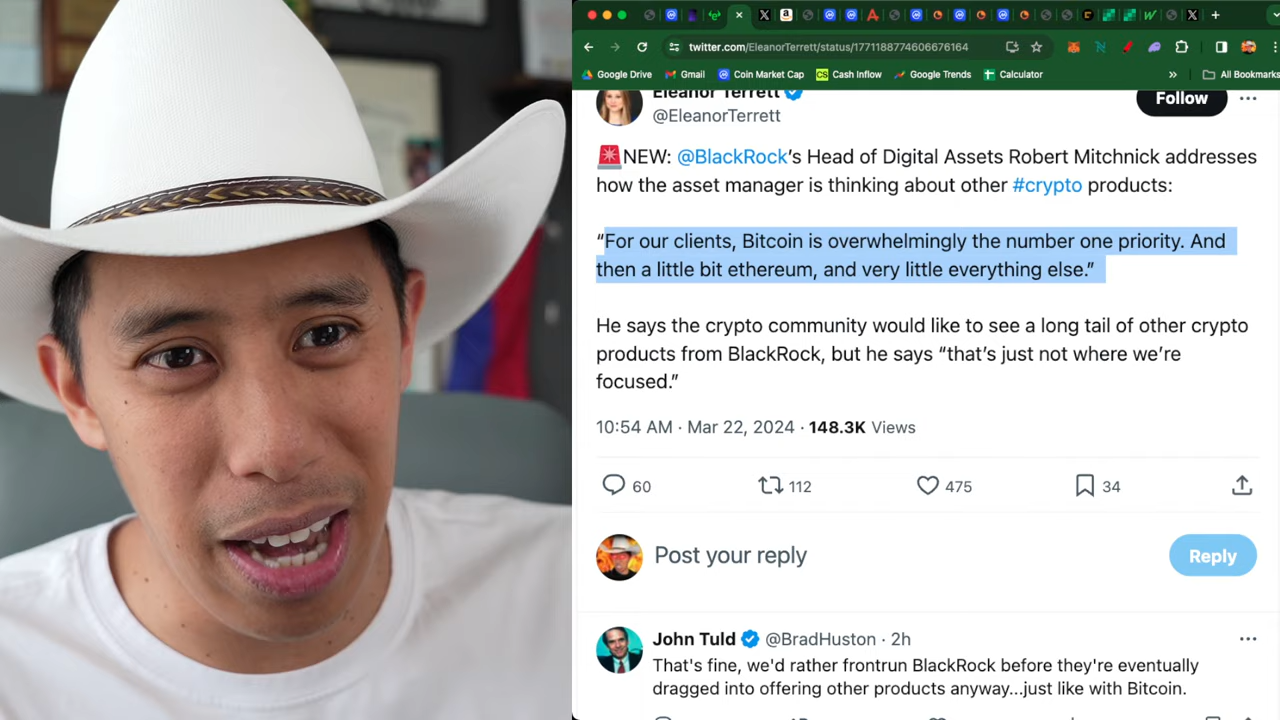 twitter.com/EleanorTerrett/status/1771188774606676164
Google Drive Gmail Coin Market Cap CS Cash Inflow Google Trends Calculator » All Bookmarks
Eleanor Terrett
@EleanorTerrett
Follow
🚨NEW: @BlackRock’s Head of Digital Assets Robert Mitchnick addresses
how the asset manager is thinking about other #crypto products:
“For our clients, Bitcoin is overwhelmingly the number one priority. And
then a little bit ethereum, and very little everything else.”
He says the crypto community would like to see a long tail of other crypto
products from BlackRock, but he says “that’s just not where we’re
focused.”
10:54 AM · Mar 22, 2024 · 148.3K Views
60 112 475 34
Post your reply
Reply
John Tuld @BradHuston · 2h
That's fine, we'd rather frontrun BlackRock before they're eventually
dragged into offering other products anyway...just like with Bitcoin.